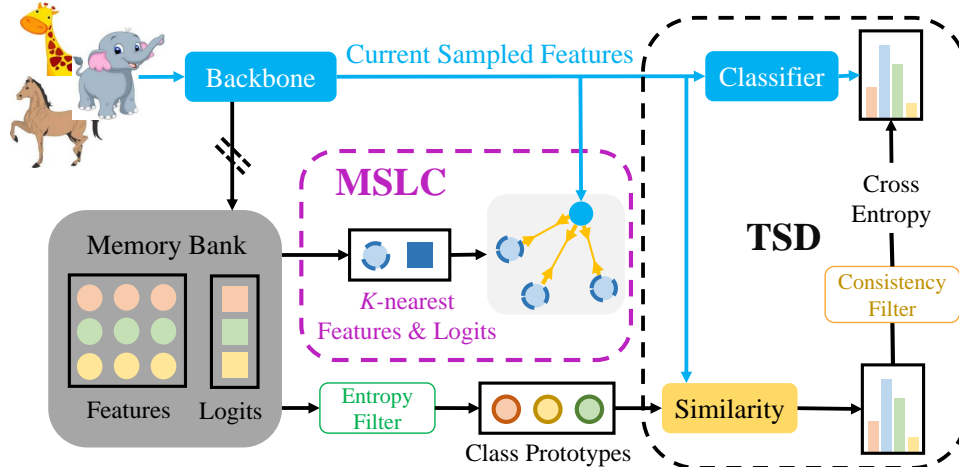 Backbone
Current Sampled Features
Classifier
MSLC
Memory Bank
K-nearest
Features & Logits
Features
Logits
TSD
Cross
Entropy
Consistency
Filter
Entropy
Filter
Class Prototypes
Similarity